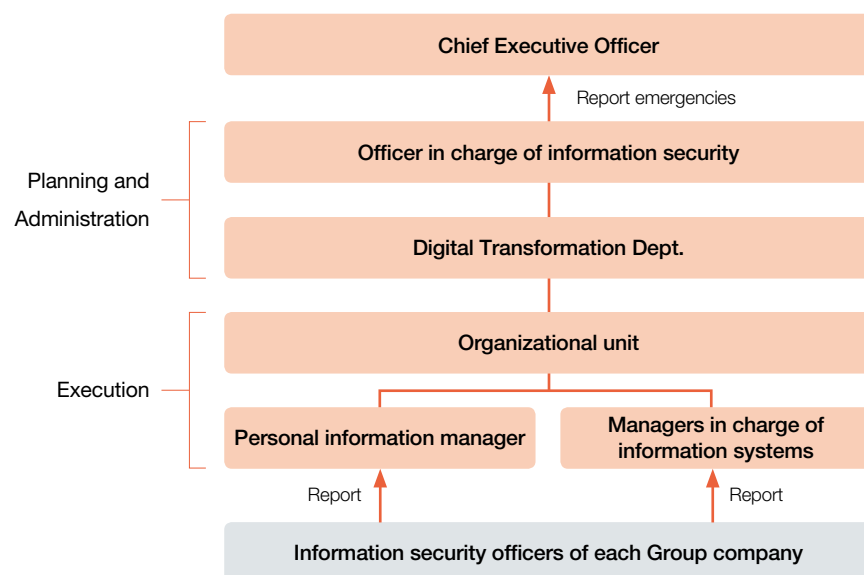 Chief Executive Officer
Report emergencies
Officer in charge of information security
Planning and
Administration
Digital Transformation Dept.
Organizational unit
Execution
Personal information manager
Managers in charge of
information systems
Report
Report
Information security officers of each Group company